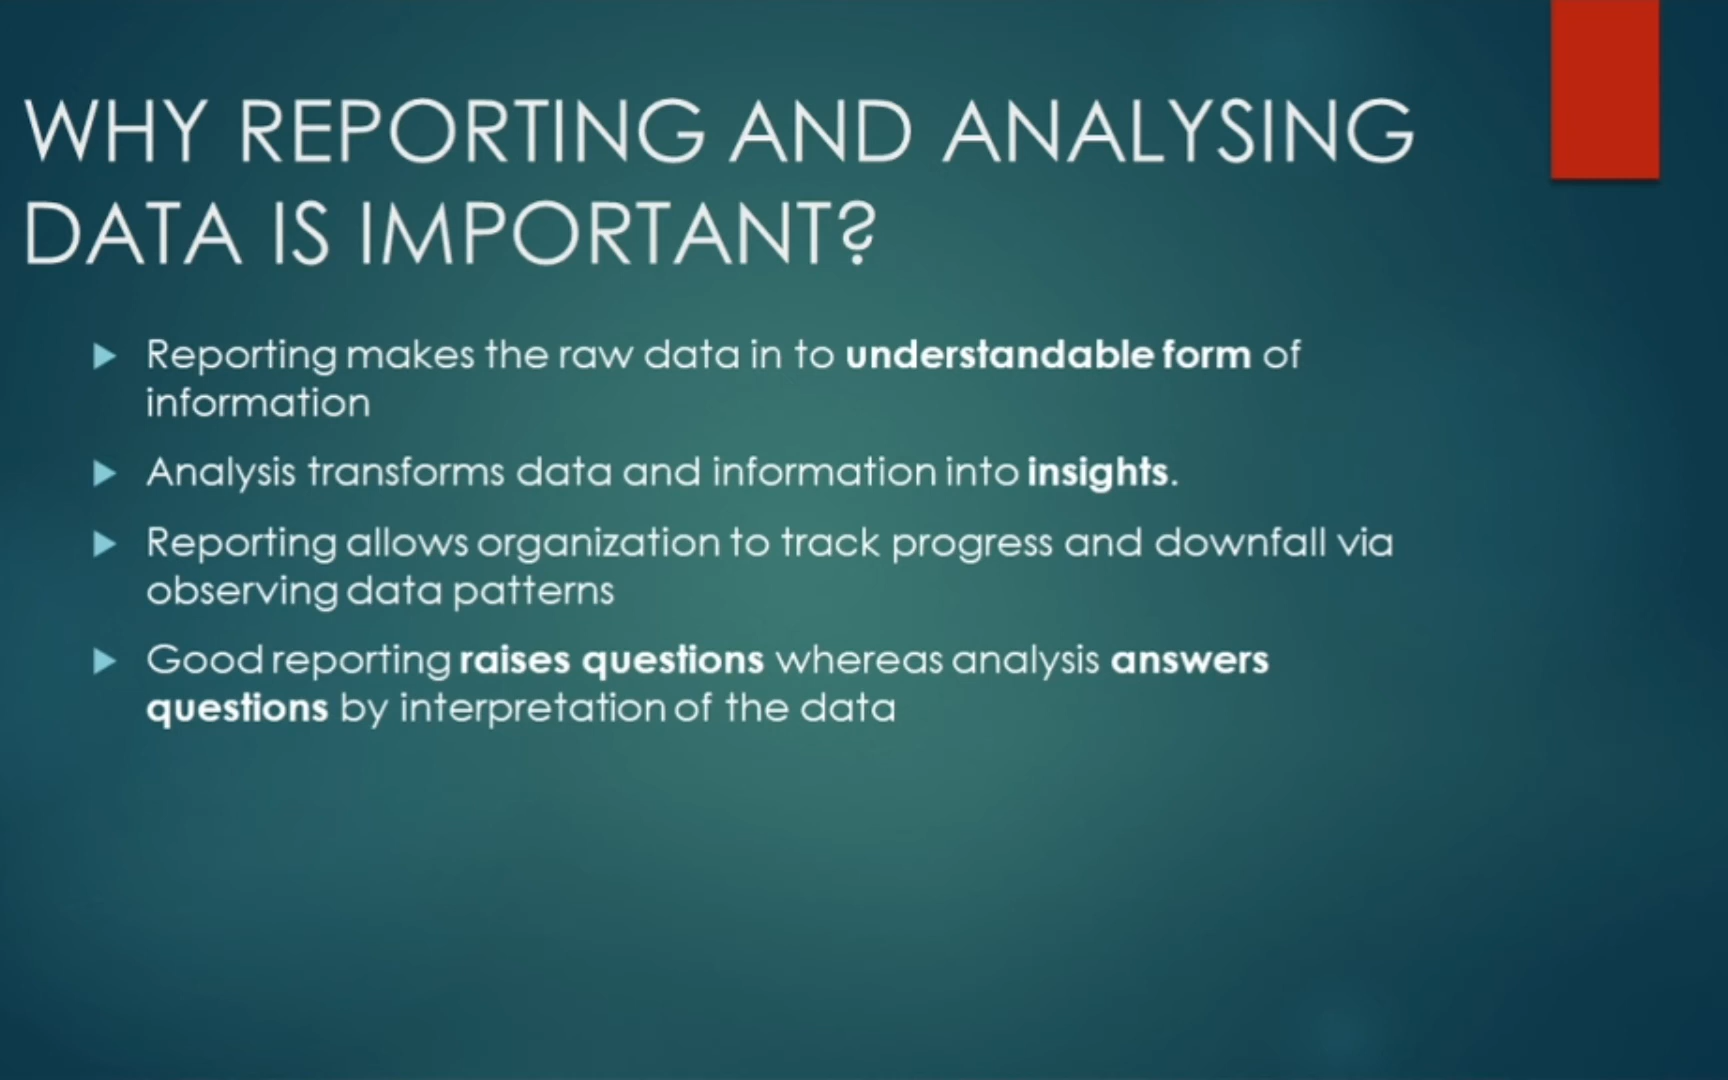 WHY REPORTING AND ANALYSING
DATA IS IMPORTANT?
Reporting makes the raw data in to understandable form of
information
Analysis transforms data and information into insights.
Reporting allows organization to track progress and downfall via
observing data patterns
Good reporting raises questions whereas analysis answers
questions by interpretation of the data